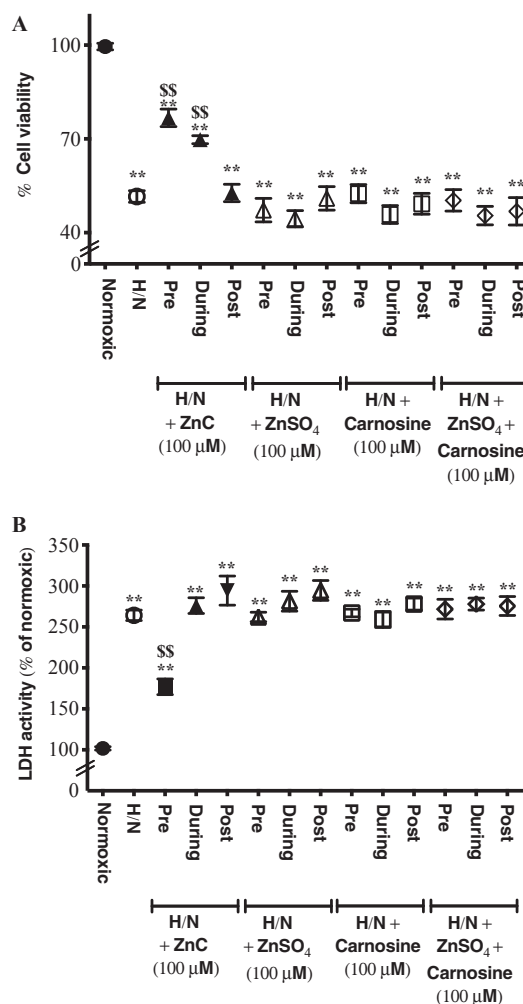 A
% Cell viability
100
70
40
0
$$
**
$$
**
**
**
**
**
**
**
**
**
**
**
**
Normoxic
H/N
Pre
During
Post
Pre
During
Post
Pre
During
Post
Pre
During
Post
H/N
+ ZnC
(100 μM)
H/N
+ ZnSO₄
(100 μM)
H/N +
Carnosine
(100 μM)
H/N +
ZnSO₄ +
Carnosine
(100 μM)
B
LDH activity (% of normoxic)
350
300
250
200
150
100
0
**
$$
**
**
**
**
**
**
**
**
**
**
**
**
Normoxic
H/N
Pre
During
Post
Pre
During
Post
Pre
During
Post
Pre
During
Post
H/N
+ ZnC
(100 μM)
H/N
+ ZnSO₄
(100 μM)
H/N +
Carnosine
(100 μM)
H/N +
ZnSO₄ +
Carnosine
(100 μM)